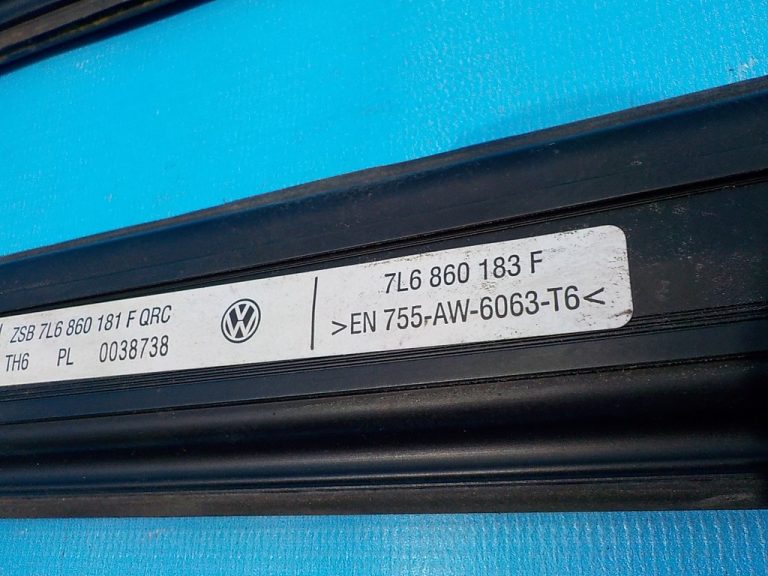 ZSB 7L6 860 181 F QRC
TH6 PL 0038738
7L6 860 183 F
>EN 755-AW-6063-T6<